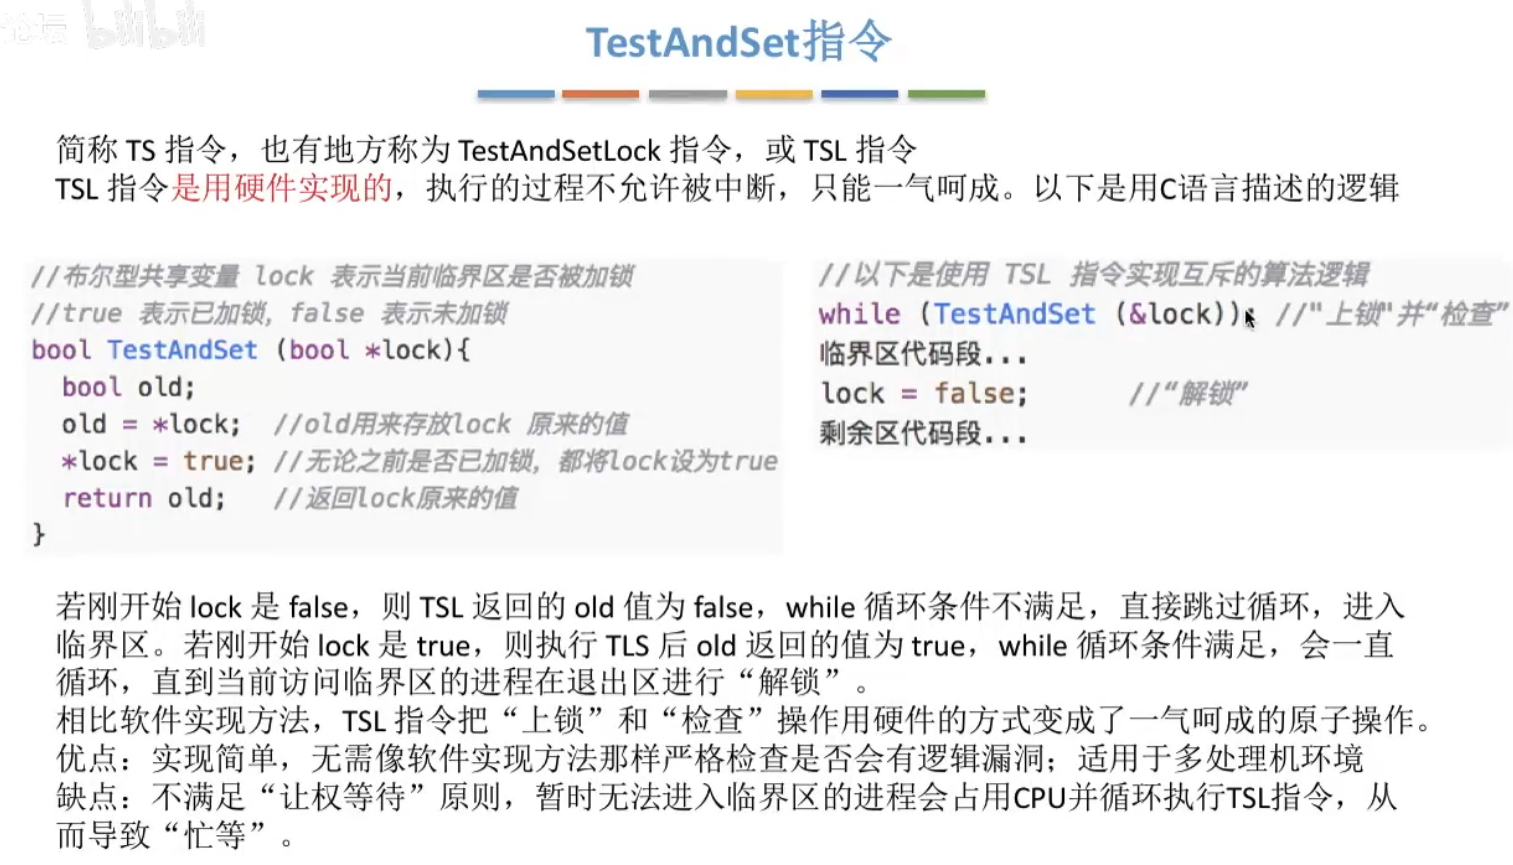 论坛 bilibili
TestAndSet指令
简称 TS 指令，也有地方称为 TestAndSetLock 指令，或 TSL 指令
TSL 指令是用硬件实现的，执行的过程不允许被中断，只能一气呵成。以下是用C语言描述的逻辑
//布尔型共享变量 lock 表示当前临界区是否被加锁
//true 表示已加锁，false 表示未加锁
bool TestAndSet (bool *lock){
bool old;
old = *lock; //old用来存放lock 原来的值
*lock = true; //无论之前是否已加锁，都将lock设为true
return old; //返回lock原来的值
}
//以下是使用 TSL 指令实现互斥的算法逻辑
while (TestAndSet (&lock)); //"上锁"并“检查”
临界区代码段...
lock = false; //“解锁”
剩余区代码段...
若刚开始 lock 是 false，则 TSL 返回的 old 值为 false，while 循环条件不满足，直接跳过循环，进入
临界区。若刚开始 lock 是 true，则执行 TLS 后 old 返回的值为 true，while 循环条件满足，会一直
循环，直到当前访问临界区的进程在退出区进行“解锁”。
相比软件实现方法，TSL 指令把“上锁”和“检查”操作用硬件的方式变成了一气呵成的原子操作。
优点：实现简单，无需像软件实现方法那样严格检查是否会有逻辑漏洞；适用于多处理机环境
缺点：不满足“让权等待”原则，暂时无法进入临界区的进程会占用CPU并循环执行TSL指令，从
而导致“忙等”。